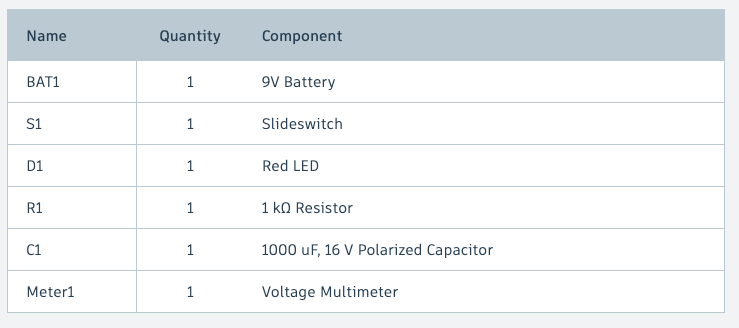 Name Quantity Component
BAT1 1 9V Battery
S1 1 Slideswitch
D1 1 Red LED
R1 1 1 kΩ Resistor
C1 1 1000 uF, 16 V Polarized Capacitor
Meter1 1 Voltage Multimeter